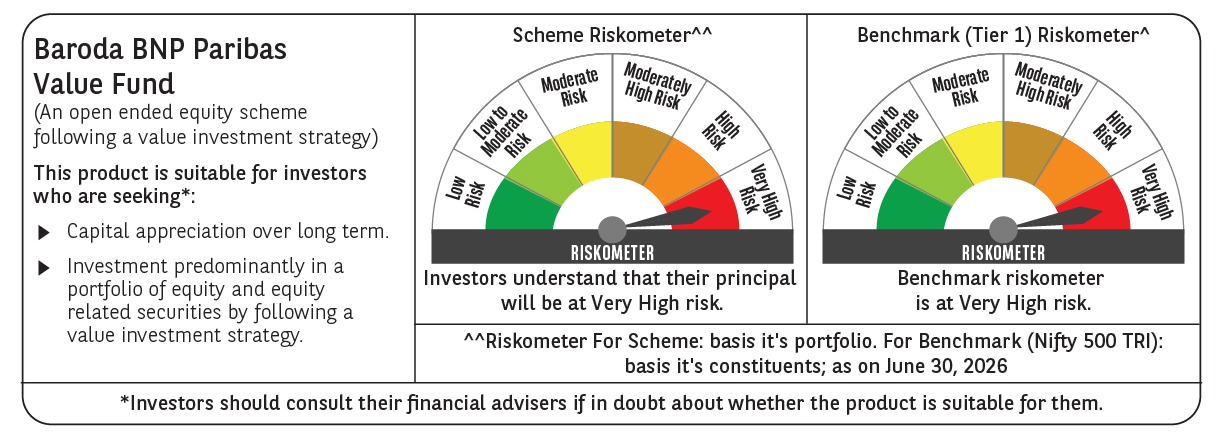 Baroda BNP Paribas
Value Fund
(An open ended equity scheme
following a value investment strategy)
This product is suitable for investors
who are seeking*:
Capital appreciation over long term.
Investment predominantly in a
portfolio of equity and equity
related securities by following a
value investment strategy.
Scheme Riskometer^^
Low
Risk
Low to
Moderate
Risk
Moderate
Risk
Moderately
High Risk
High
Risk
Very High
Risk
RISKOMETER
Investors understand that their principal
will be at Very High risk.
Benchmark (Tier 1) Riskometer^
Low
Risk
Low to
Moderate
Risk
Moderate
Risk
Moderately
High Risk
High
Risk
Very High
Risk
RISKOMETER
Benchmark riskometer
is at Very High risk.
^^Riskometer For Scheme: basis it's portfolio. For Benchmark (Nifty 500 TRI):
basis it's constituents; as on June 30, 2026
*Investors should consult their financial advisers if in doubt about whether the product is suitable for them.